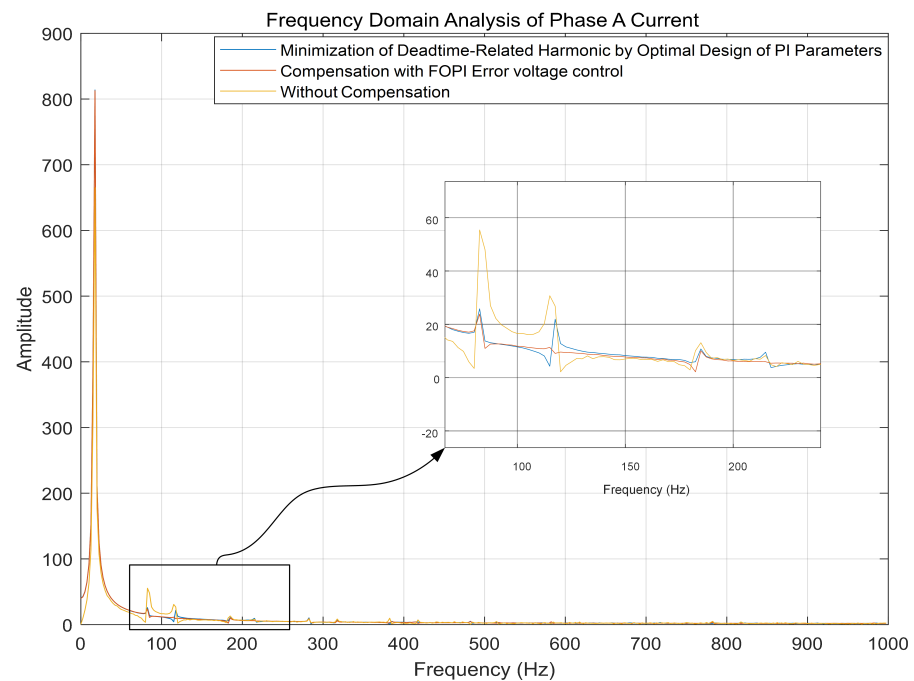 Frequency Domain Analysis of Phase A Current
900
800
700
600
500
400
300
200
100
0
Amplitude
Minimization of Deadtime-Related Harmonic by Optimal Design of PI Parameters
Compensation with FOPI Error voltage control
Without Compensation
60
40
20
0
-20
100 150 200
Frequency (Hz)
0 100 200 300 400 500 600 700 800 900 1000
Frequency (Hz)